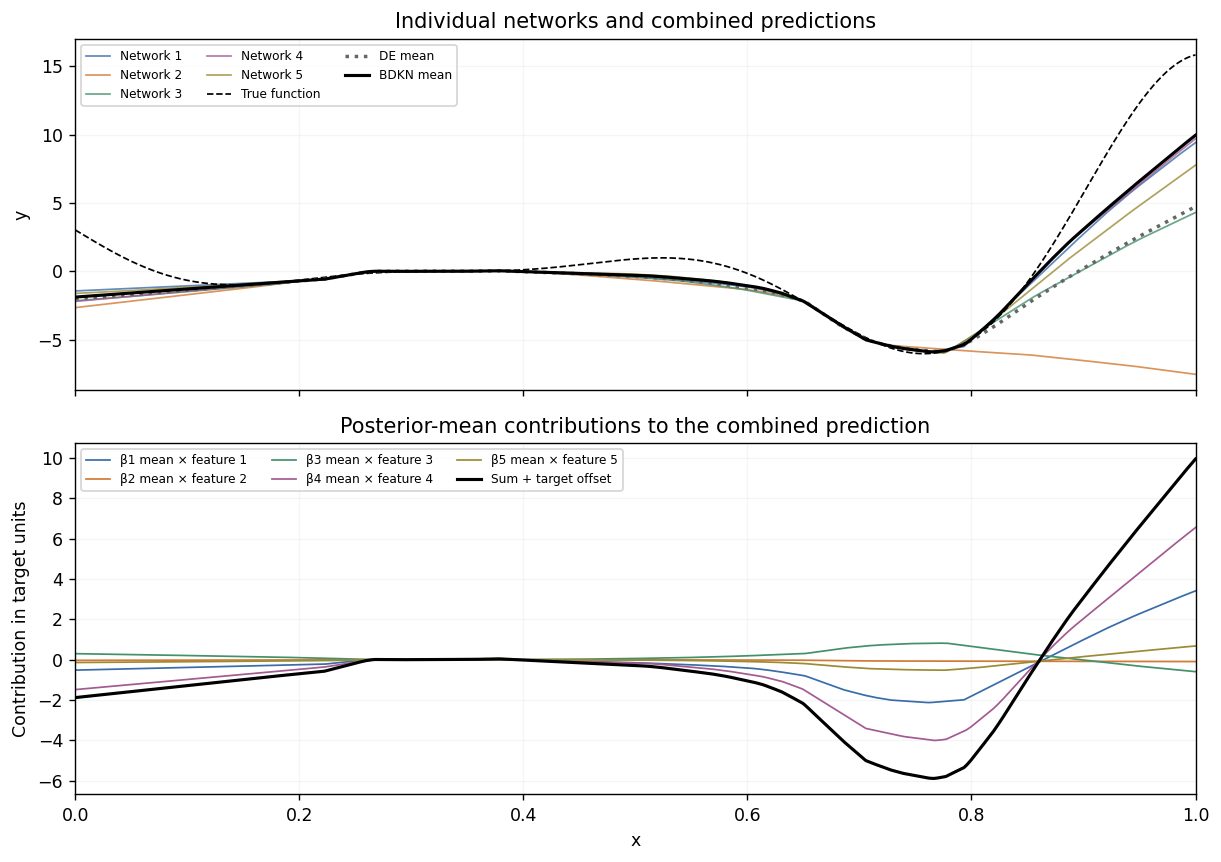 Individual networks and combined predictions
Network 1 Network 4 DE mean
Network 2 Network 5 BDKN mean
Network 3 True function
15
10
5
0
−5
y
Posterior-mean contributions to the combined prediction
β1 mean × feature 1 β3 mean × feature 3 β5 mean × feature 5
β2 mean × feature 2 β4 mean × feature 4 Sum + target offset
10
8
6
4
2
0
−2
−4
−6
Contribution in target units
0.0 0.2 0.4 0.6 0.8 1.0
x